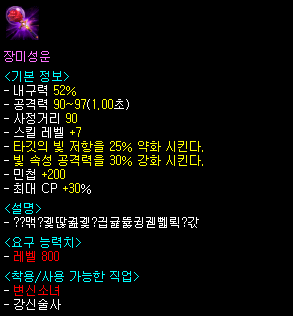 장미성운
<기본 정보>
- 내구력 52%
- 공격력 90~97(1.00초)
- 사정거리 90
- 스킬 레벨 +7
- 타깃의 빛 저항을 25% 약화 시킨다.
- 빛 속성 공격력을 30% 강화 시킨다.
- 민첩 +200
- 최대 CP +30%
<설명>
<요구 능력치>
- 레벨 800
<착용/사용 가능한 직업>
- 변신소녀
- 강신술사